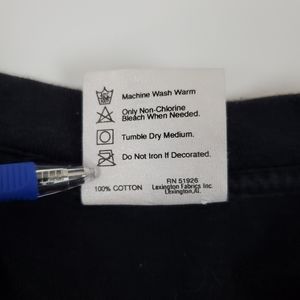 Machine Wash Warm
Only Non-Chlorine
Bleach When Needed.
Tumble Dry Medium.
Do Not Iron If Decorated.
100% COTTON
RN 51926
Lexington Fabrics Inc.
Lexington, AL.